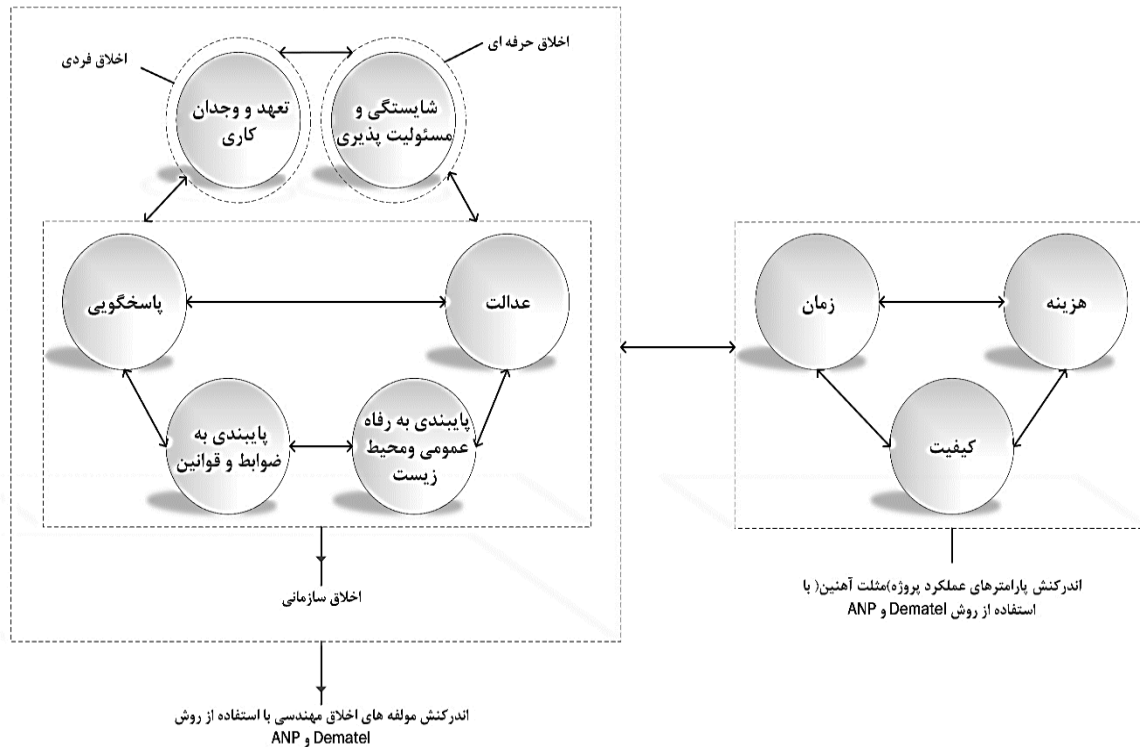 اخلاق حرفه ای
اخلاق فردی
شایستگی و
مسئولیت پذیری
تعهد و وجدان
کاری
عدالت
پاسخگویی
پایبندی به رفاه
عمومی ومحیط
زیست
پایبندی به
ضوابط و قوانین
اخلاق سازمانی
اندرکنش مولفه های اخلاق مهندسی با استفاده از روش
Dematel و ANP
هزینه
زمان
کیفیت
اندرکنش پارامترهای عملکرد پروژه)مثلت آهنین( با
استفاده از روش Dematel و ANP